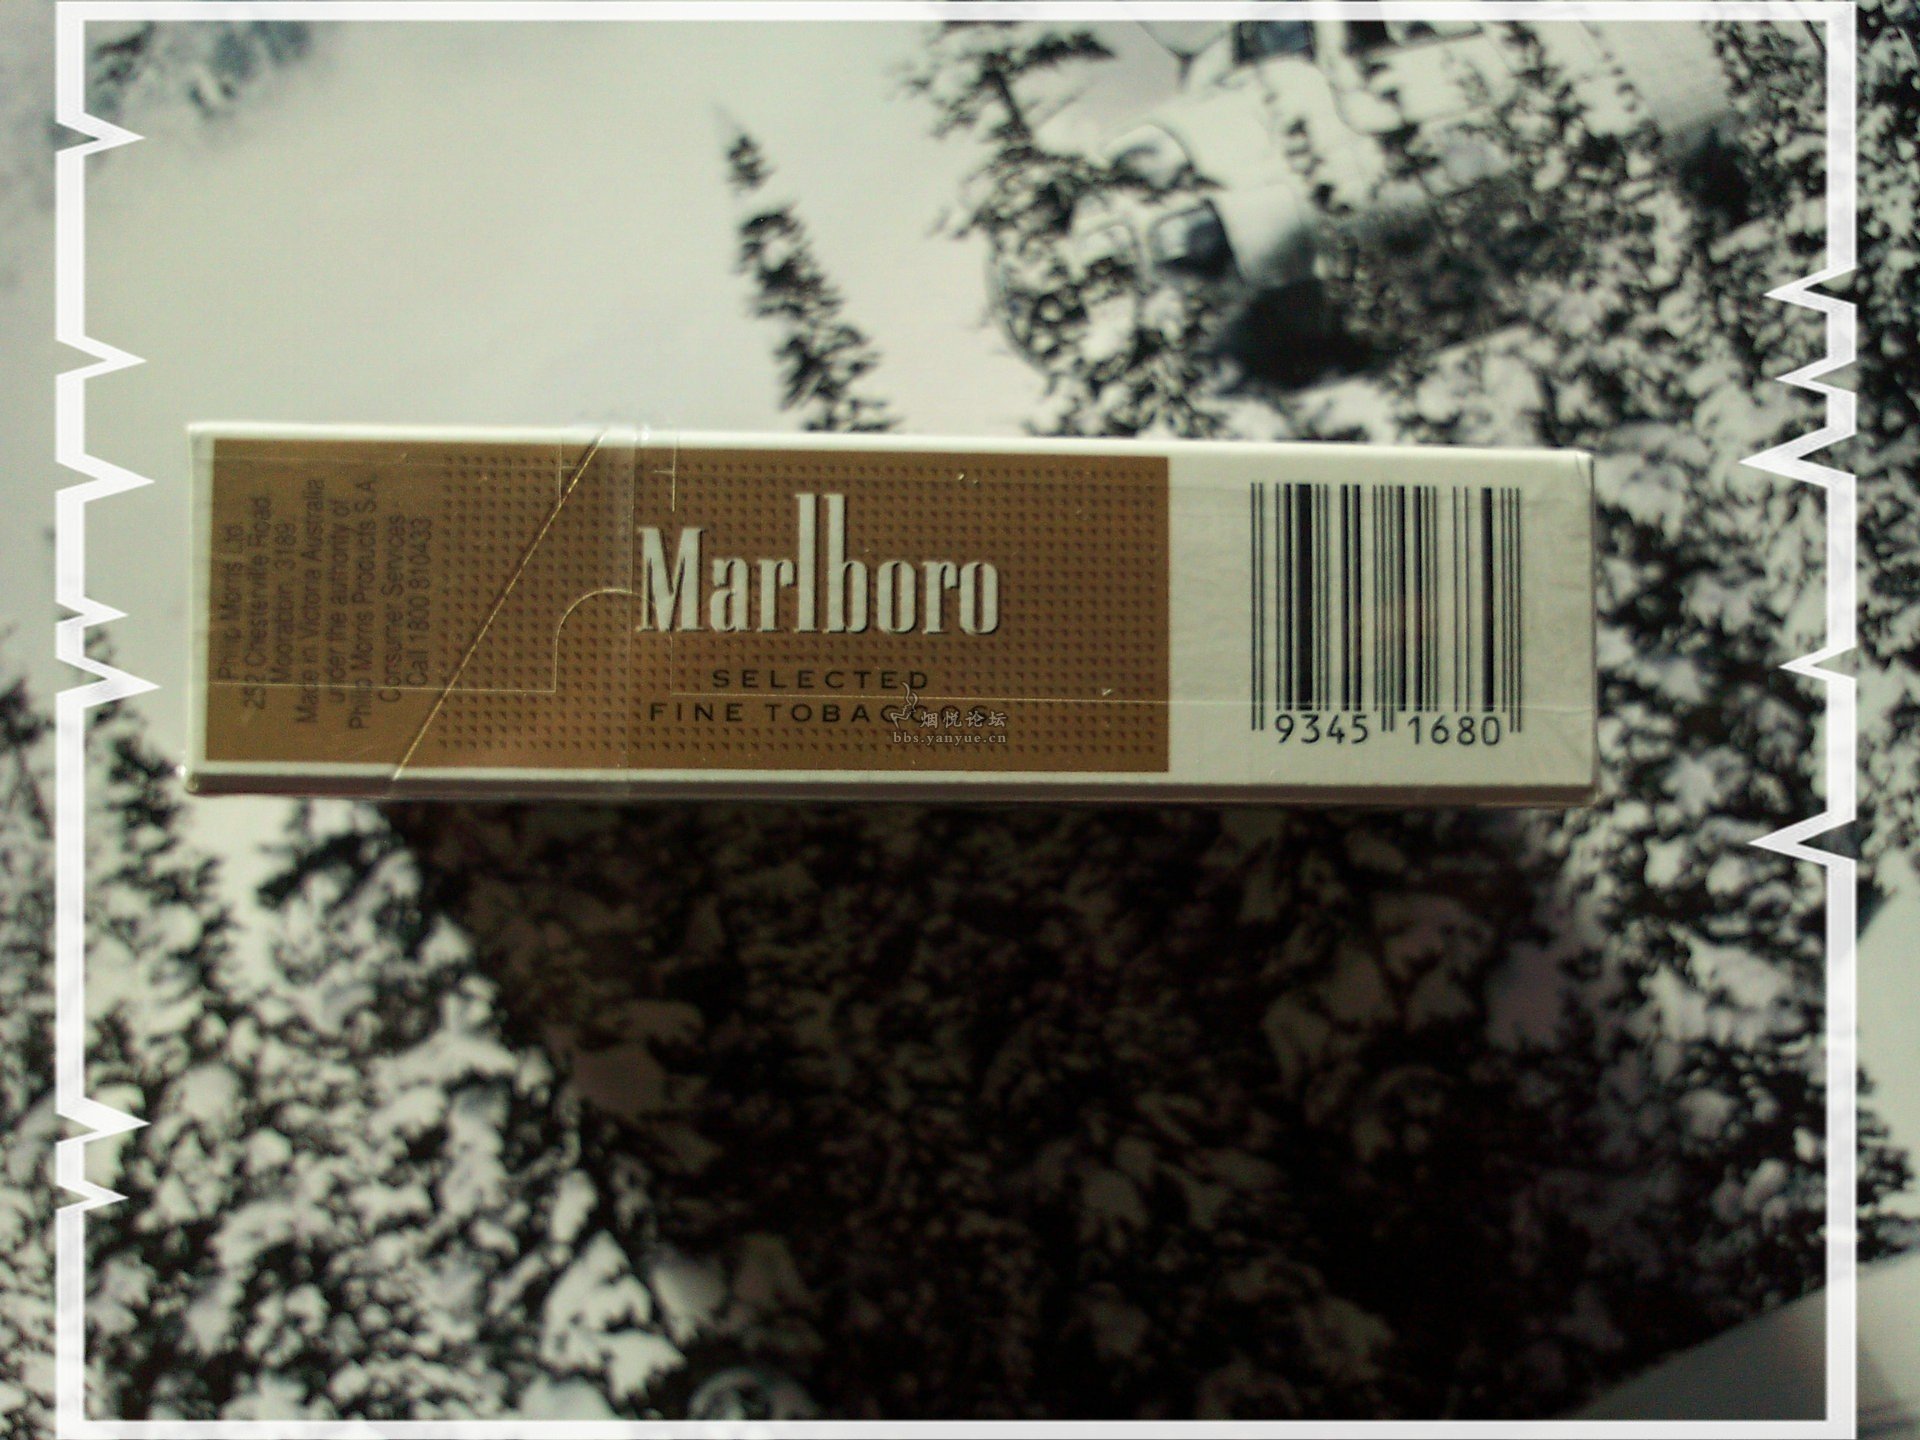 Philip Morris Ltd
252 Chesterville Road
Moorabbin 3189
Made in Victoria Australia
under the authority of
Philip Morris Products S.A.
Consumer Services
Call 1800 810433
Marlboro
SELECTED
FINE TOBACCOS
烟悦论坛
bbs.yanyue.cn
9345 1680